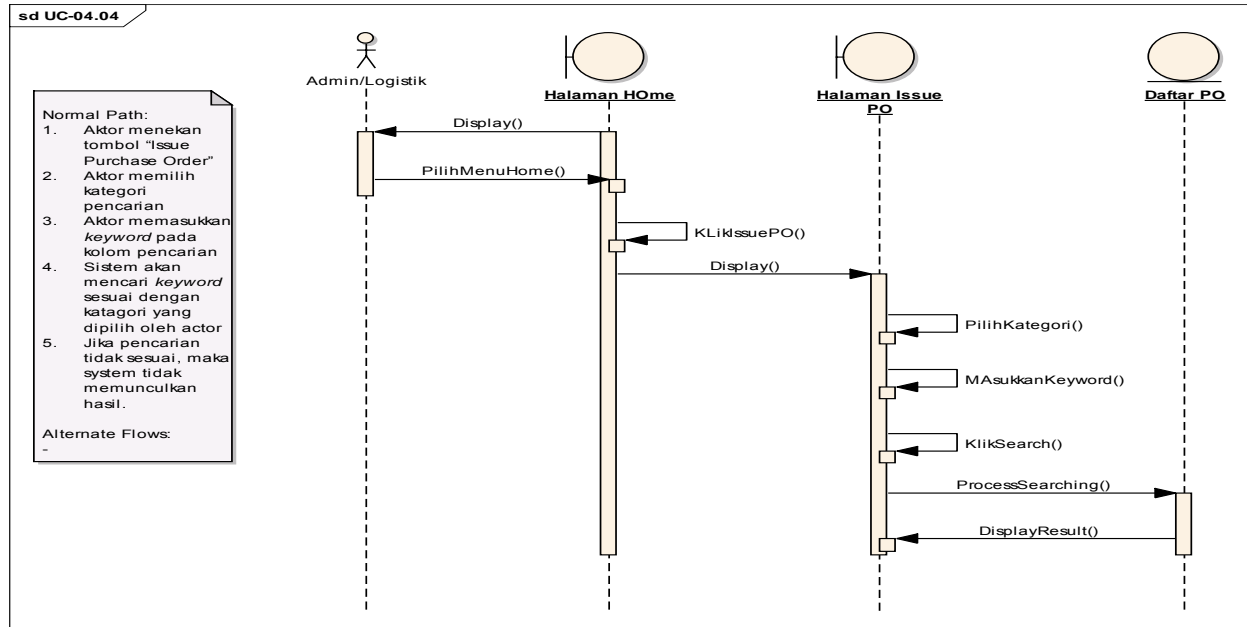 sd UC-04.04
Admin/Logistik
Halaman HOme
Halaman Issue
PO
Daftar PO
Normal Path:
1. Aktor menekan
tombol “Issue
Purchase Order”
2. Aktor memilih
kategori
pencarian
3. Aktor memasukkan
keyword pada
kolom pencarian
4. Sistem akan
mencari keyword
sesuai dengan
katagori yang
dipilih oleh actor
5. Jika pencarian
tidak sesuai, maka
system tidak
memunculkan
hasil.
Alternate Flows:
-
Display()
PilihMenuHome()
KLikIssuePO()
Display()
PilihKategori()
MAsukkanKeyword()
KlikSearch()
ProcessSearching()
DisplayResult()